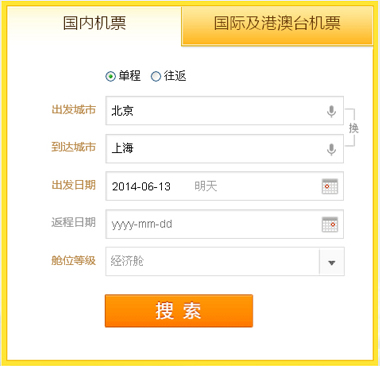 国内机票 国际及港澳台机票
单程 往返
出发城市 北京
换
到达城市 上海
出发日期 2014-06-13 明天
返程日期 yyyy-mm-dd
舱位等级 经济舱
搜 索